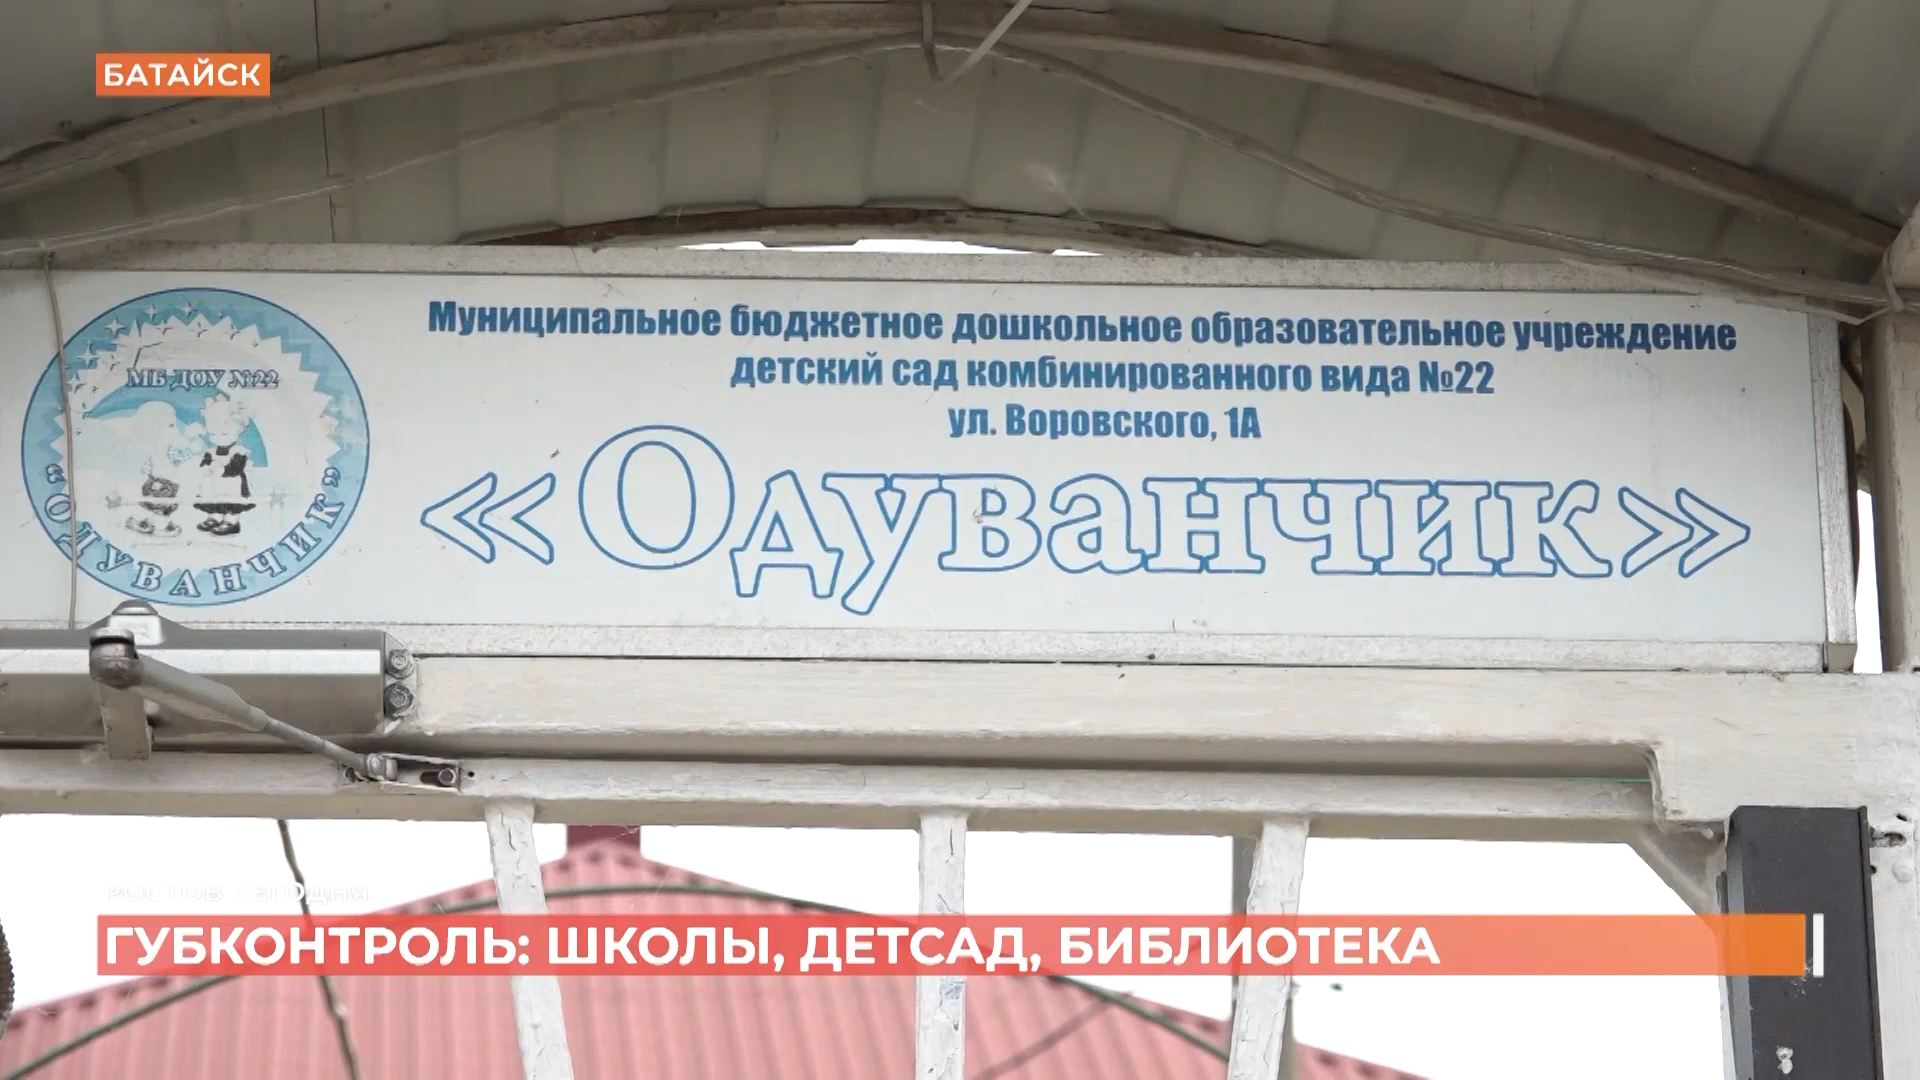 БАТАЙСК
МБ ДОУ №22
«ОДУВАНЧИК»
Муниципальное бюджетное дошкольное образовательное учреждение
детский сад комбинированного вида №22
ул. Воровского, 1А
«Одуванчик»
РОСТОВ СЕГОДНЯ
ГУБКОНТРОЛЬ: ШКОЛЫ, ДЕТСАД, БИБЛИОТЕКА